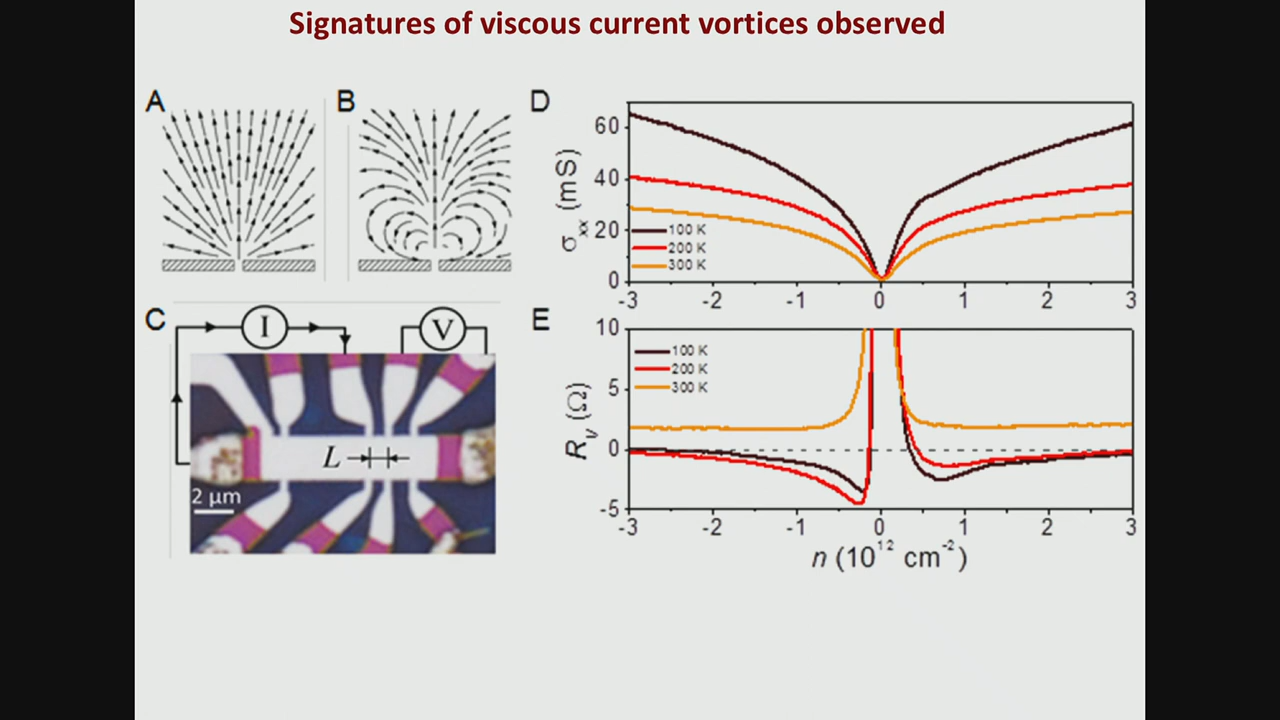 Signatures of viscous current vortices observed
A
B
C
I
V
L
2 μm
D
σxx (mS)
60
40
20
0
100 K
200 K
300 K
-3 -2 -1 0 1 2 3
E
Rv (Ω)
10
5
0
-5
100 K
200 K
300 K
-3 -2 -1 0 1 2 3
n (10¹² cm⁻²)